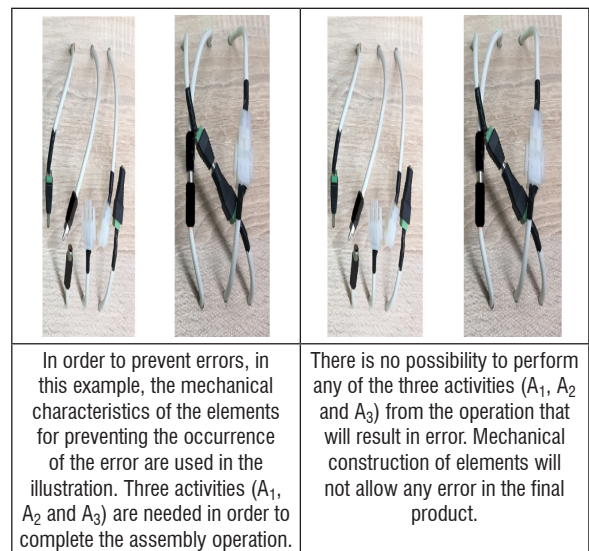 In order to prevent errors, in
this example, the mechanical
characteristics of the elements
for preventing the occurrence
of the error are used in the
illustration. Three activities (A₁,
A₂ and A₃) are needed in order to
complete the assembly operation.
There is no possibility to perform
any of the three activities (A₁, A₂
and A₃) from the operation that
will result in error. Mechanical
construction of elements will
not allow any error in the final
product.